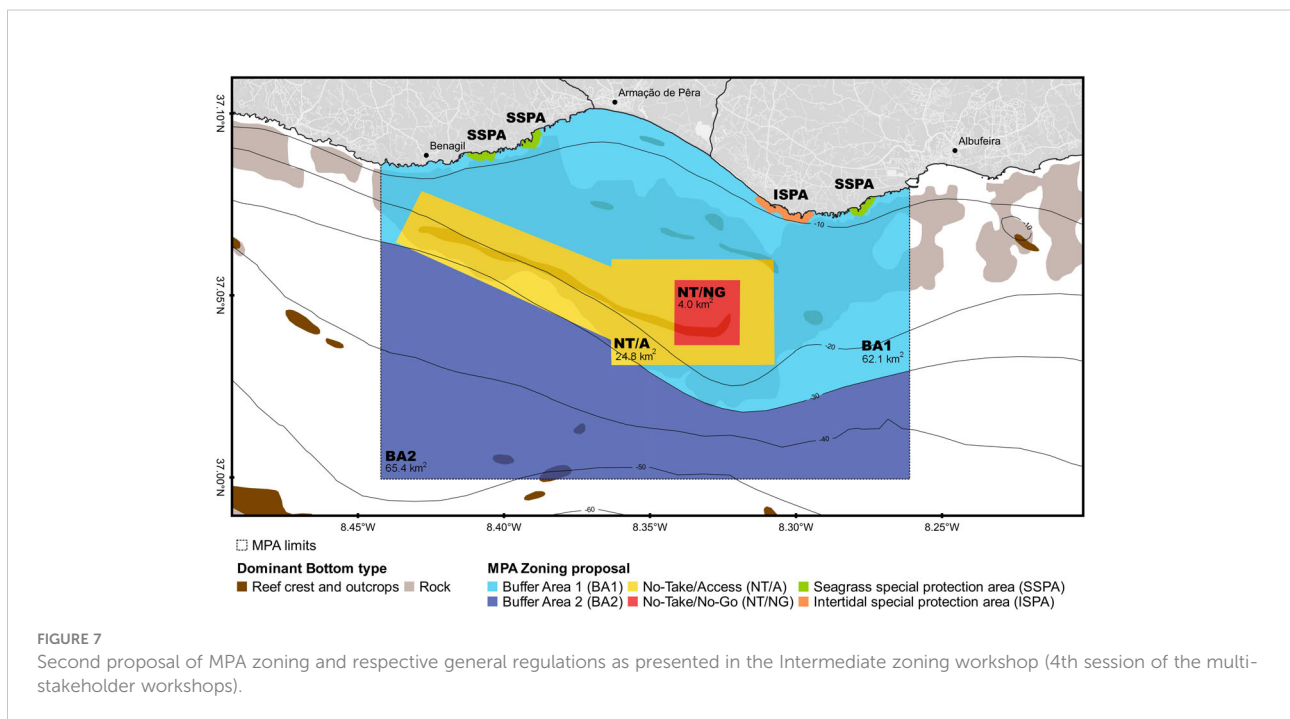 37.10°N
37.05°N
37.00°N
Armação de Pêra
SSPA
SSPA
Benagil
Albufeira
ISPA
SSPA
-10
-10
NT/NG
4.0 km²
NT/A
24.8 km²
-20
BA1
62.1 km²
-30
-40
BA2
65.4 km²
-50
-60
8.45°W
8.40°W
8.35°W
8.30°W
8.25°W
MPA limits
Dominant Bottom type
Reef crest and outcrops
Rock
MPA Zoning proposal
Buffer Area 1 (BA1)
No-Take/Access (NT/A)
Seagrass special protection area (SSPA)
Buffer Area 2 (BA2)
No-Take/No-Go (NT/NG)
Intertidal special protection area (ISPA)
FIGURE 7
Second proposal of MPA zoning and respective general regulations as presented in the Intermediate zoning workshop (4th session of the multi-
stakeholder workshops).